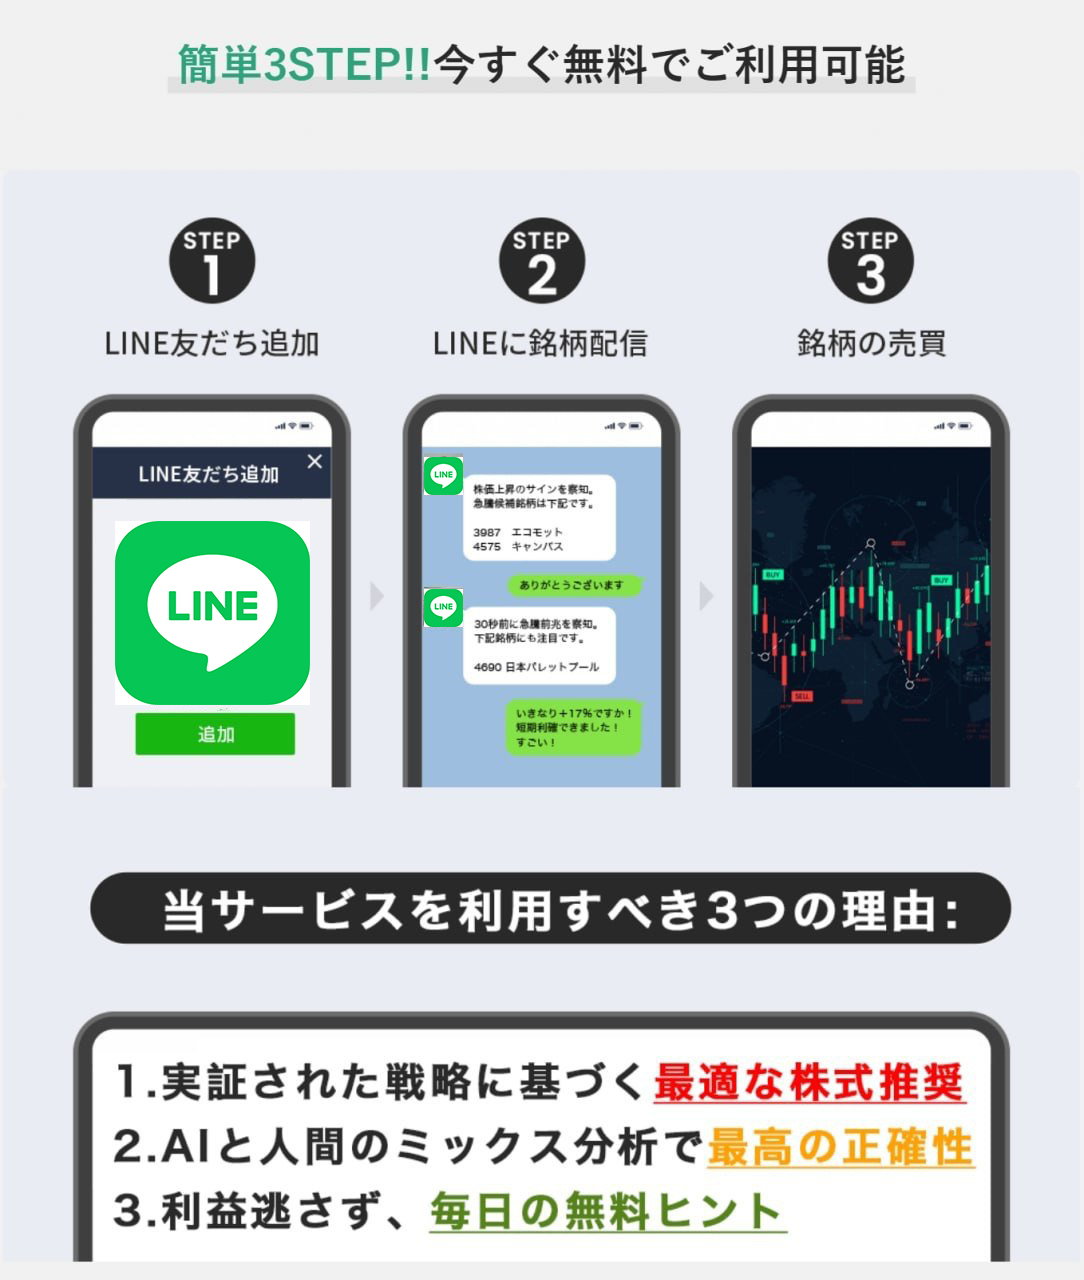 簡単3STEP!!今すぐ無料でご利用可能
STEP
1
LINE友だち追加
STEP
2
LINEに銘柄配信
STEP
3
銘柄の売買
LINE友だち追加
LINE
追加
LINE
株価上昇のサインを察知。
急騰候補銘柄は下記です。
3987 エコモット
4575 キャンバス
ありがとうございます
LINE
30秒前に急騰前兆を察知。
下記銘柄にも注目です。
4690 日本パレットプール
いきなり+17%ですか！
短期利確できました！
すごい！
BUY
BUY
SELL
当サービスを利用すべき3つの理由:
1.実証された戦略に基づく最適な株式推奨
2.AIと人間のミックス分析で最高の正確性
3.利益逃さず、毎日の無料ヒント